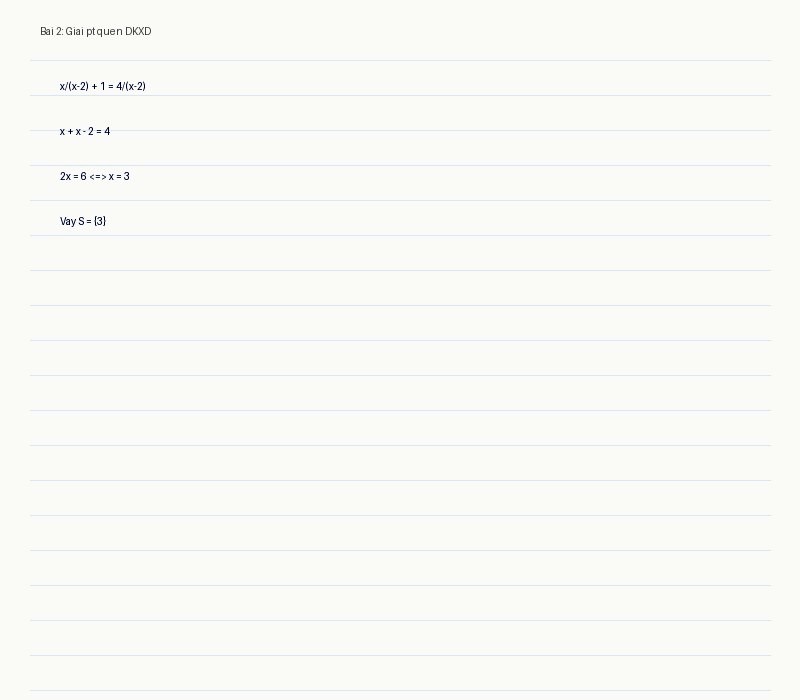 Bai 2: Giai pt quen DKXD
x/(x-2) + 1 = 4/(x-2)
x + x - 2 = 4
2x = 6 <=> x = 3
Vay S = {3}